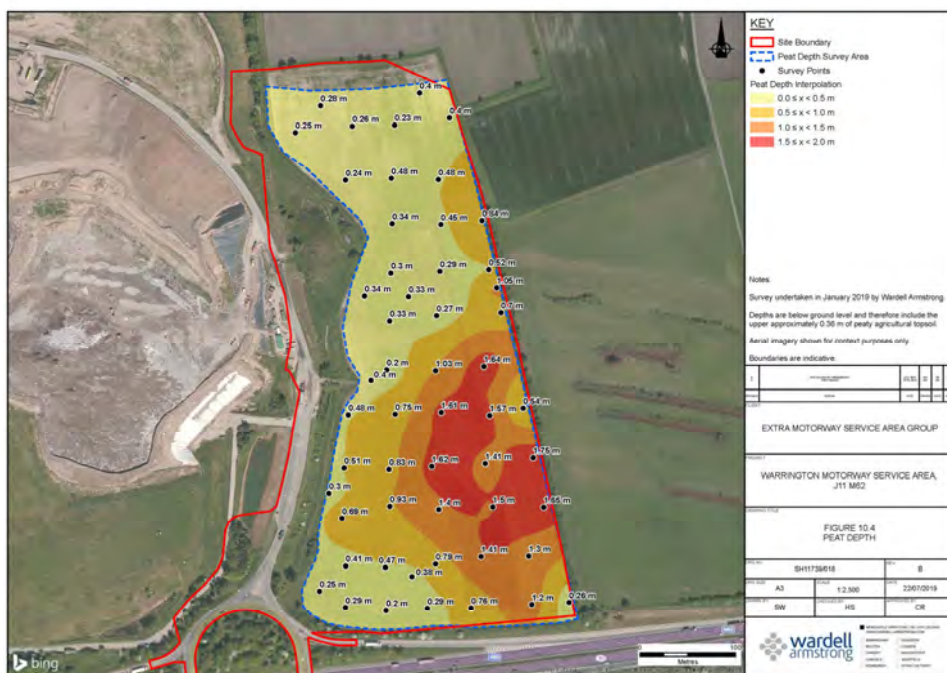 KEY
Site Boundary
Peat Depth Survey Area
Survey Points
Peat Depth Interpolation
0.0 ≤ x < 0.5 m
0.5 ≤ x < 1.0 m
1.0 ≤ x < 1.5 m
1.5 ≤ x < 2.0 m
0.4 m
0.28 m
0.4 m
0.25 m
0.26 m
0.23 m
0.24 m
0.48 m
0.48 m
0.34 m
0.45 m
0.84 m
0.3 m
0.29 m
0.52 m
0.34 m
0.33 m
1.05 m
0.33 m
0.27 m
0.7 m
0.2 m
1.03 m
1.64 m
0.4 m
0.48 m
0.75 m
1.61 m
1.57 m
0.54 m
0.51 m
0.83 m
1.62 m
1.41 m
1.75 m
0.3 m
0.69 m
0.93 m
1.4 m
1.5 m
1.65 m
0.41 m
0.47 m
0.79 m
1.41 m
1.3 m
0.38 m
0.25 m
0.29 m
0.2 m
0.29 m
0.76 m
1.2 m
0.26 m
Notes.
Survey undertaken in January 2019 by Wardell Armstrong
Depths are below ground level and therefore include the
upper approximately 0.36 m of peaty agricultural topsoil.
Aerial imagery shown for context purposes only.
Boundaries are indicative.
EXTRA MOTORWAY SERVICE AREA GROUP
WARRINGTON MOTORWAY SERVICE AREA,
J11 M62
FIGURE 10.4
PEAT DEPTH
SH11739/018
B
A3
SCALE
1:2,500
DATE
22/07/2019
SW
HS
CR
wardell
armstrong
bing
0
100
Metres